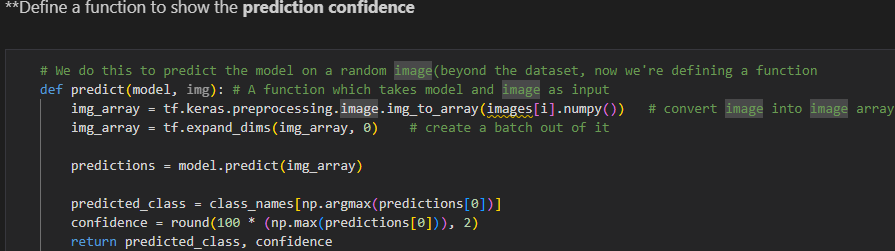 **Define a function to show the prediction confidence
# We do this to predict the model on a random image(beyond the dataset, now we're defining a function
def predict(model, img): # A function which takes model and image as input
img_array = tf.keras.preprocessing.image.img_to_array(images[i].numpy()) # convert image into image array
img_array = tf.expand_dims(img_array, 0) # create a batch out of it
predictions = model.predict(img_array)
predicted_class = class_names[np.argmax(predictions[0])]
confidence = round(100 * (np.max(predictions[0])), 2)
return predicted_class, confidence